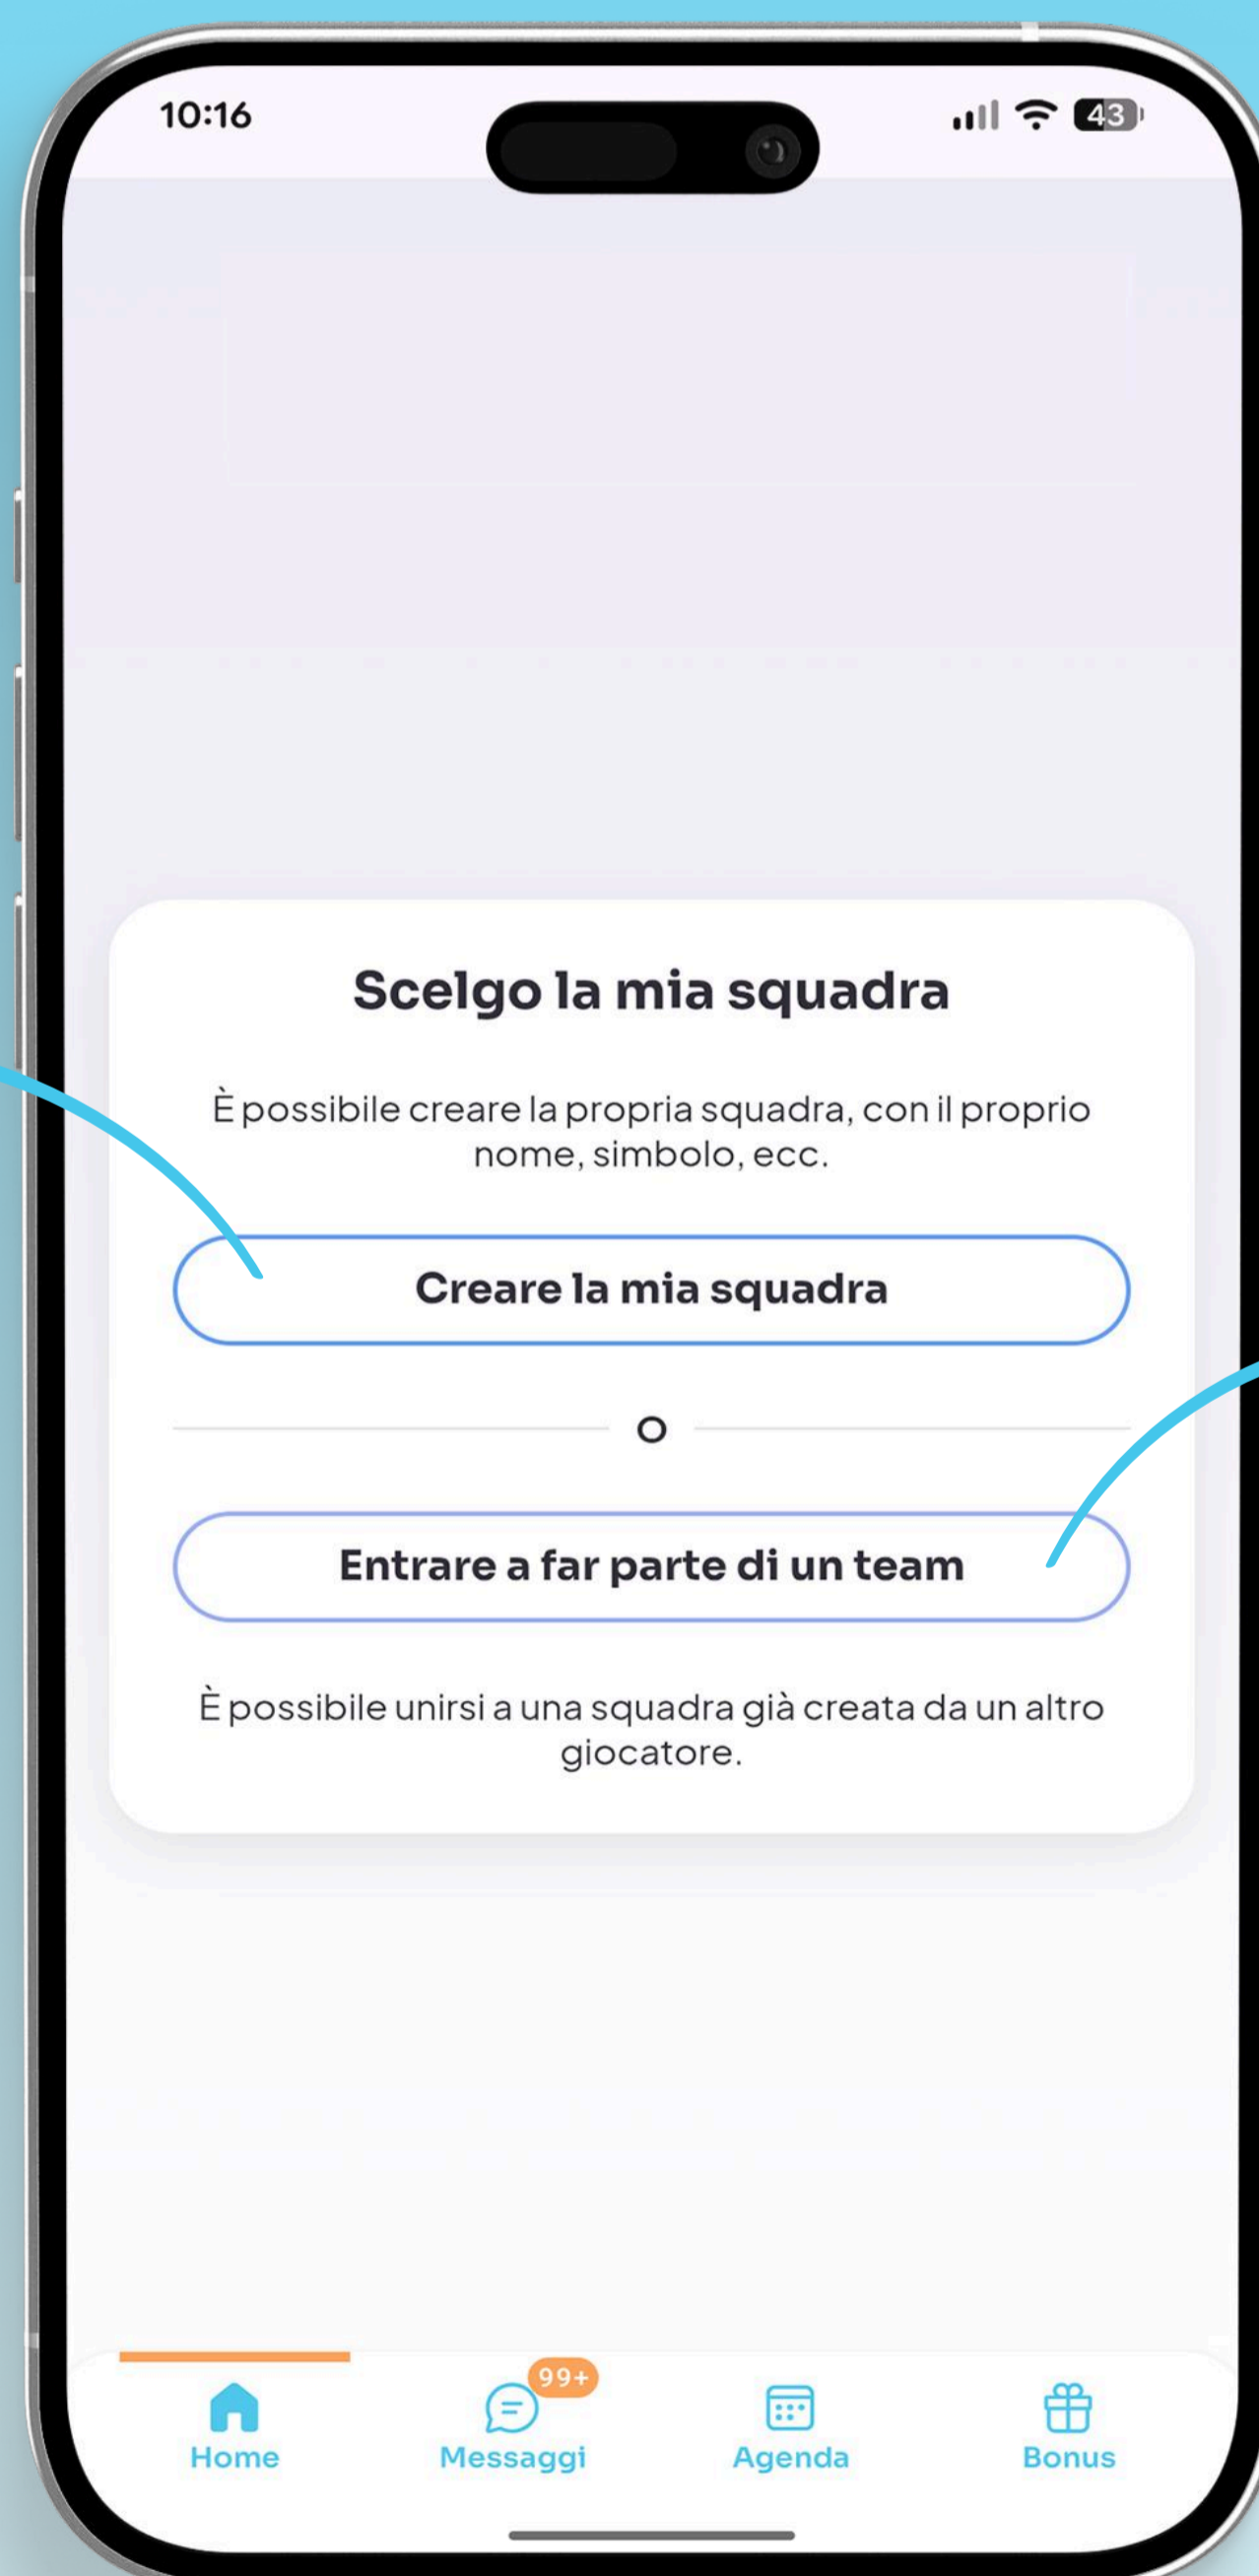 10:16
43
Scelgo la mia squadra
È possibile creare la propria squadra, con il proprio
nome, simbolo, ecc.
Creare la mia squadra
O
Entrare a far parte di un team
È possibile unirsi a una squadra già creata da un altro
giocatore.
99+
Home
Messaggi
Agenda
Bonus